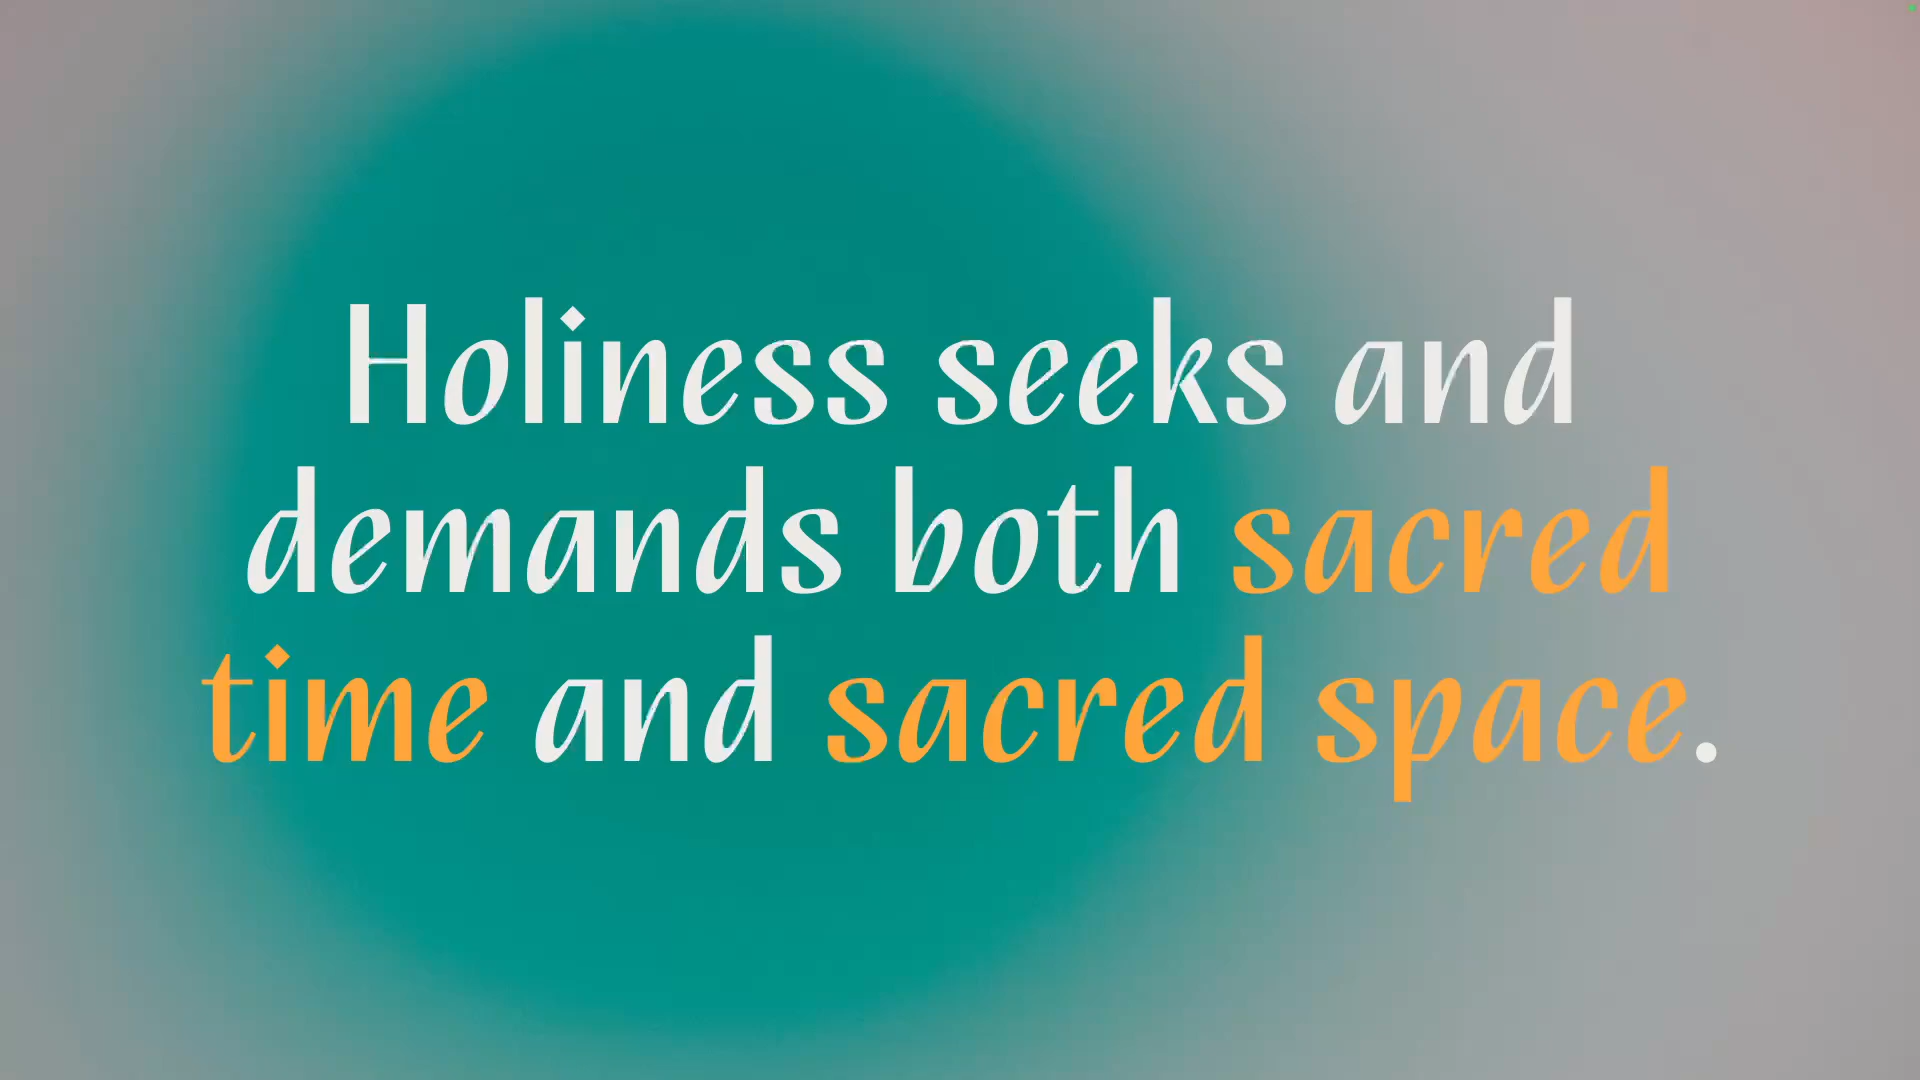 Holiness seeks and
demands both sacred
time and sacred space.